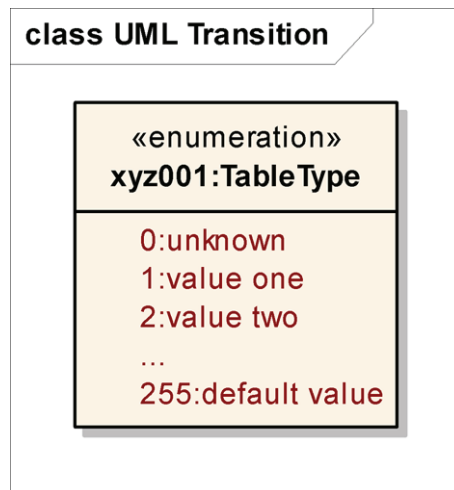 class UML Transition
«enumeration»
xyz001:TableType
0:unknown
1:value one
2:value two
...
255:default value